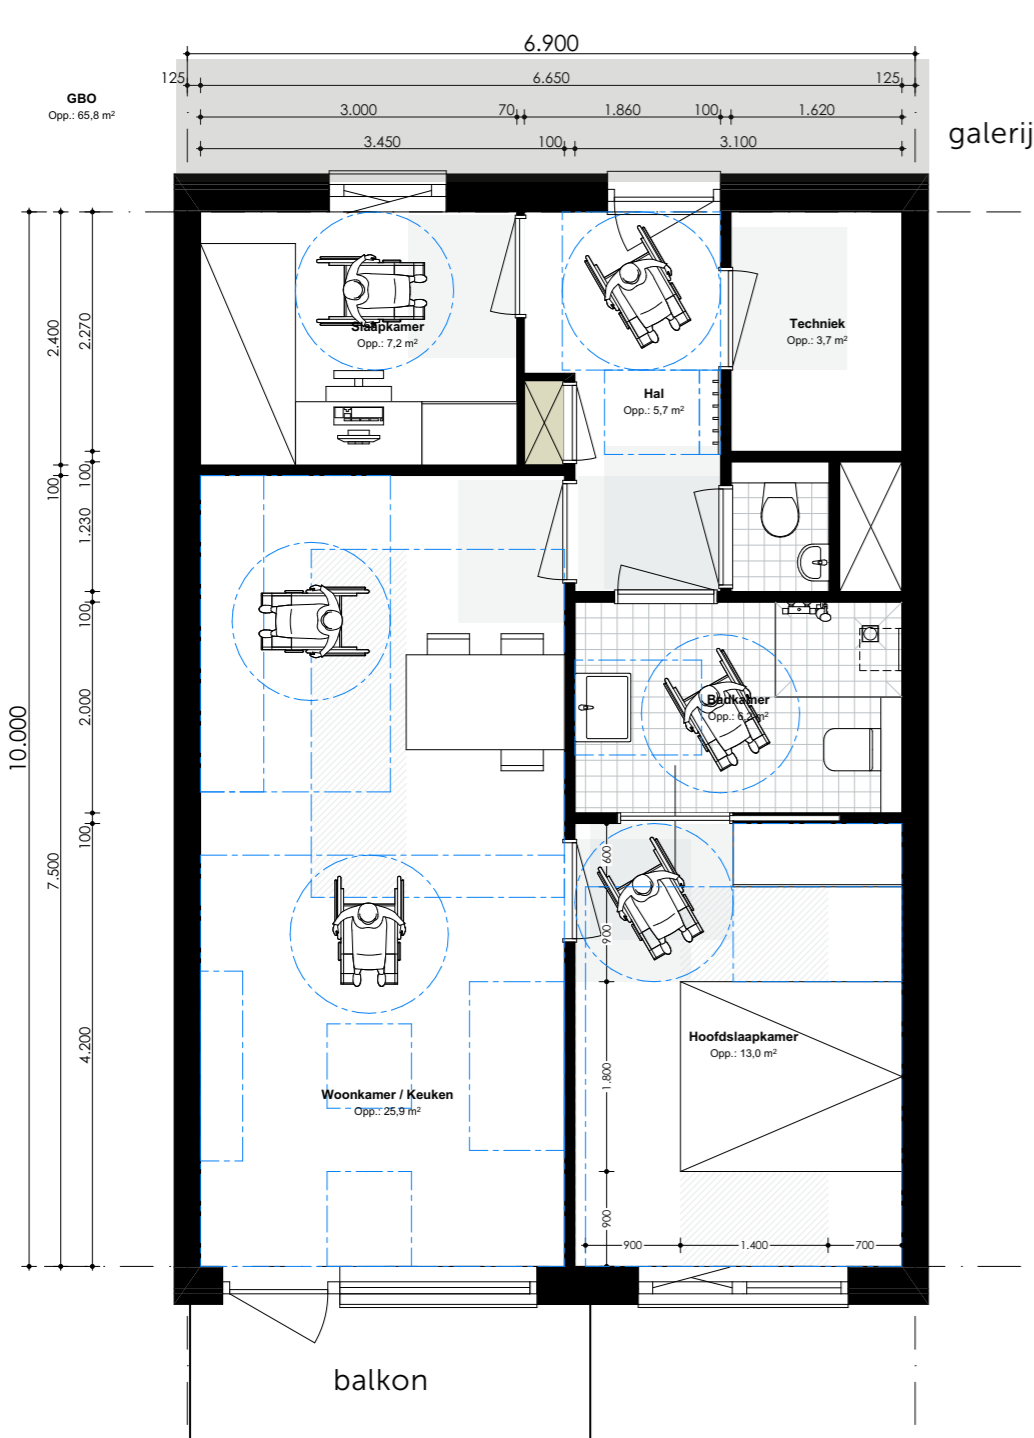 6.900
125 6.650 125
GBO
Opp.: 65,8 m²
3.000 70 1.860 100 1.620
galerij
3.450 100 3.100
Slaapkamer
Opp.: 7,2 m²
Techniek
Opp.: 3,7 m²
Hal
Opp.: 5,7 m²
10.000
2.400
100
7.500
2.270
100
1.230
100
2.000
100
4.200
Badkamer
Opp.: 6,2 m²
600
900
1.800
900
Hoofdslaapkamer
Opp.: 13,0 m²
Woonkamer / Keuken
Opp.: 25,9 m²
900 1.400 700
balkon